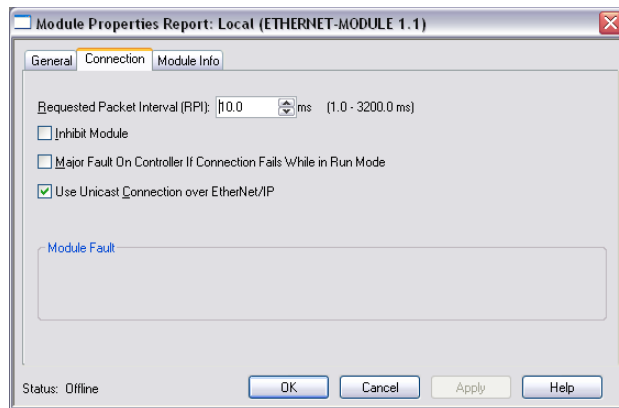 Module Properties Report: Local (ETHERNET-MODULE 1.1)
General Connection Module Info
Requested Packet Interval (RPI): 10.0 ms (1.0 - 3200.0 ms)
Inhibit Module
Major Fault On Controller If Connection Fails While in Run Mode
Use Unicast Connection over EtherNet/IP
Module Fault
Status: Offline OK Cancel Apply Help